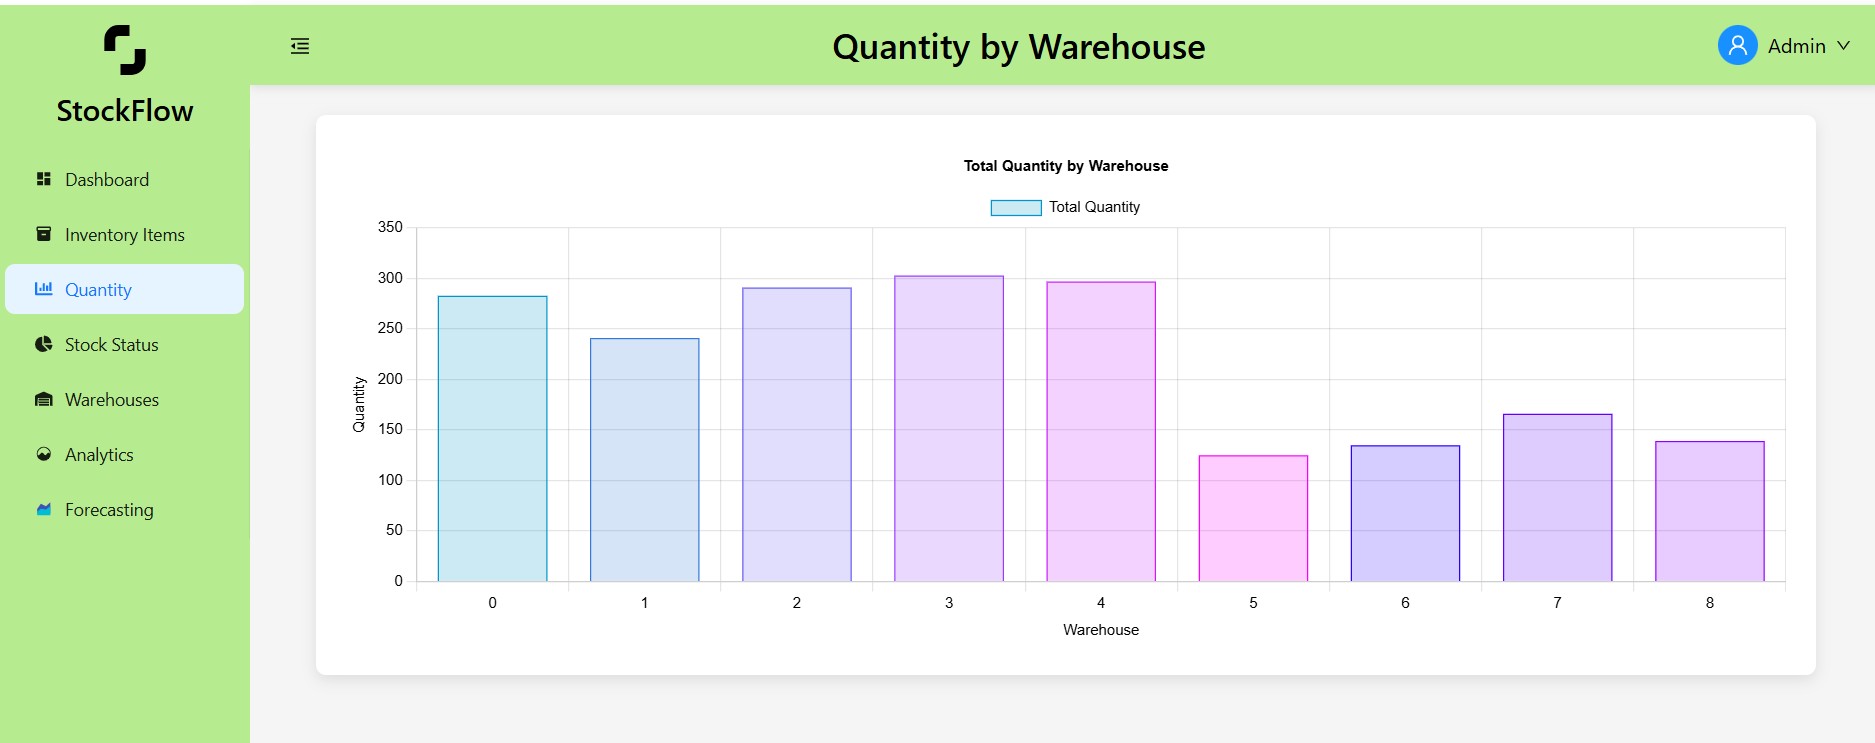 StockFlow
Dashboard
Inventory Items
Quantity
Stock Status
Warehouses
Analytics
Forecasting
Quantity by Warehouse
Admin
Total Quantity by Warehouse
Total Quantity
350
300
250
200
150
100
50
0
Quantity
0 1 2 3 4 5 6 7 8
Warehouse